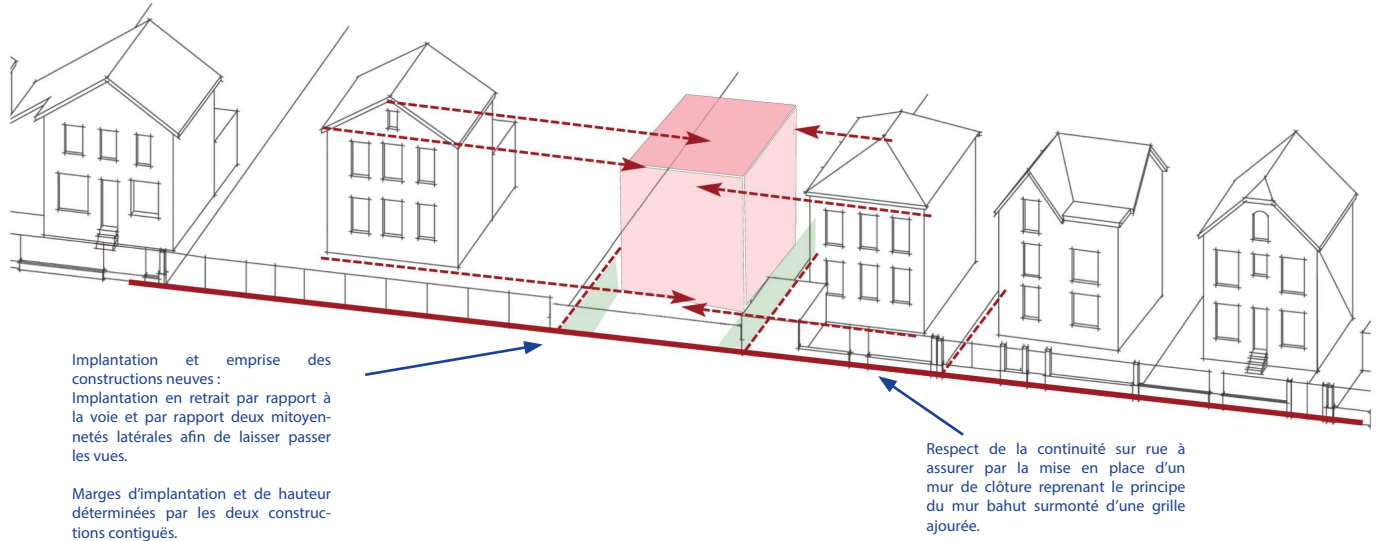 Implantation et emprise des
constructions neuves :
Implantation en retrait par rapport à
la voie et par rapport deux mitoyen-
netés latérales afin de laisser passer
les vues.
Marges d’implantation et de hauteur
déterminées par les deux construc-
tions contiguës.
Respect de la continuité sur rue à
assurer par la mise en place d’un
mur de clôture reprenant le principe
du mur bahut surmonté d’une grille
ajourée.